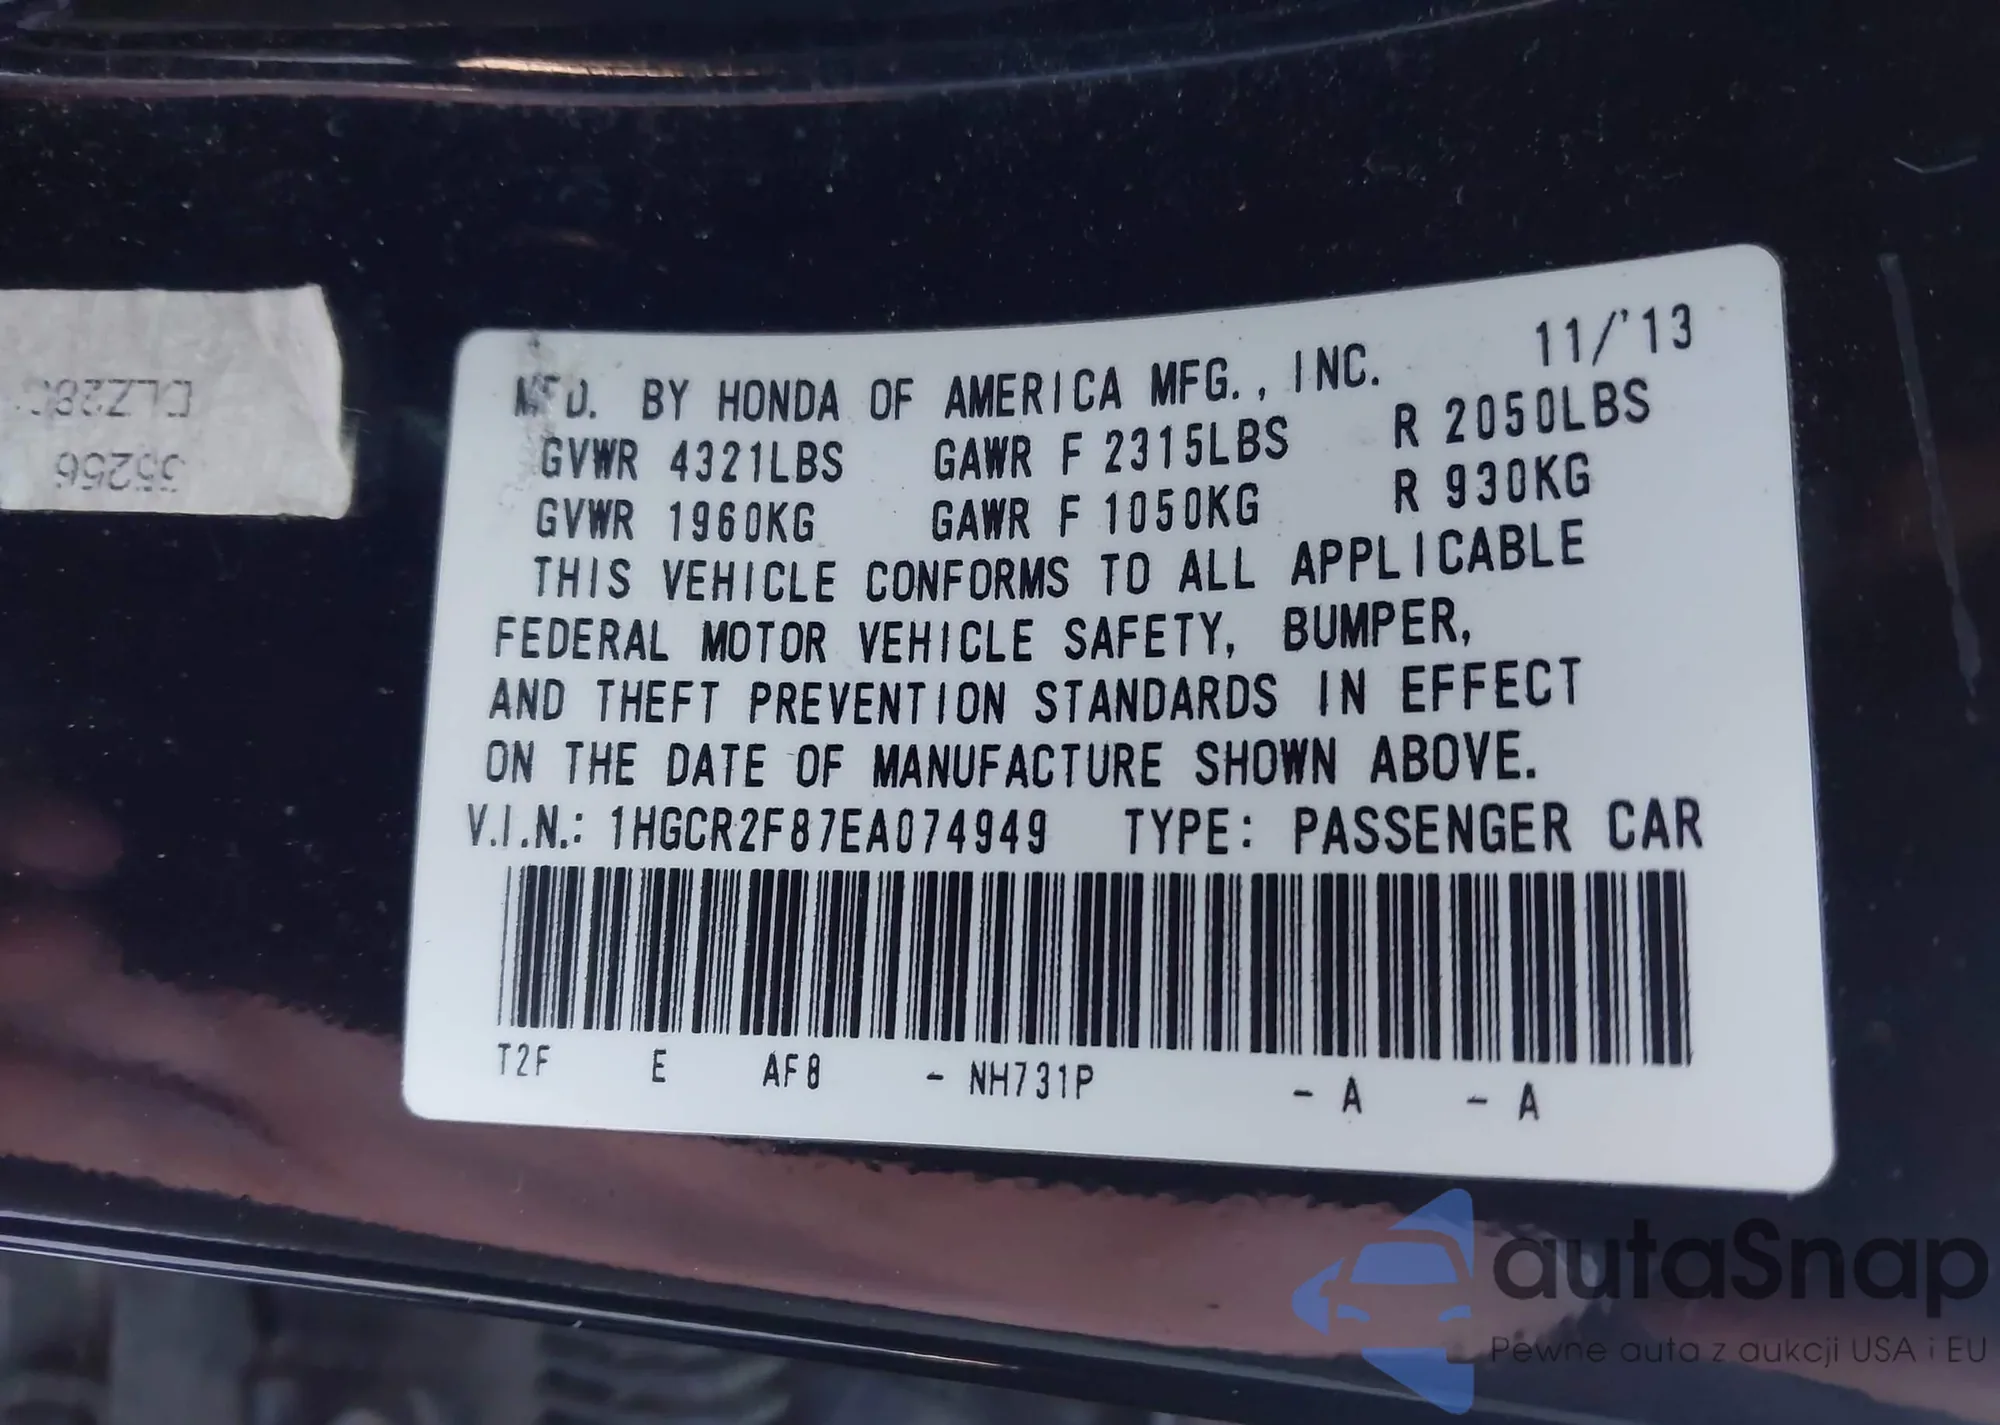 MFD. BY HONDA OF AMERICA MFG., INC. 11/'13
GVWR 4321LBS GAWR F 2315LBS R 2050LBS
GVWR 1960KG GAWR F 1050KG R 930KG
THIS VEHICLE CONFORMS TO ALL APPLICABLE
FEDERAL MOTOR VEHICLE SAFETY, BUMPER,
AND THEFT PREVENTION STANDARDS IN EFFECT
ON THE DATE OF MANUFACTURE SHOWN ABOVE.
V.I.N.: 1HGCR2F87EA074949 TYPE: PASSENGER CAR
T2F E AF8 - NH731P - A - A
autaSnap
Pewne auta z aukcji USA i EU